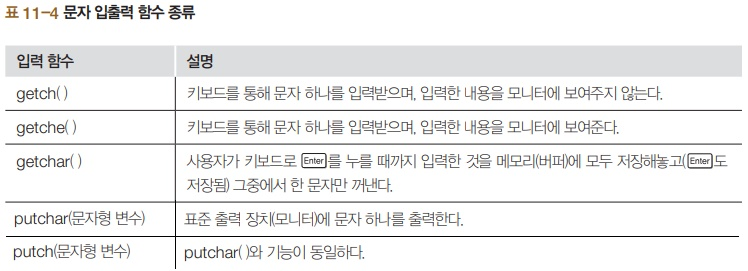 표 11-4 문자 입출력 함수 종류
입력 함수 설명
getch( ) 키보드를 통해 문자 하나를 입력받으며, 입력한 내용을 모니터에 보여주지 않는다.
getche( ) 키보드를 통해 문자 하나를 입력받으며, 입력한 내용을 모니터에 보여준다.
getchar( ) 사용자가 키보드로 Enter를 누를 때까지 입력한 것을 메모리(버퍼)에 모두 저장해놓고(Enter도
저장됨) 그중에서 한 문자만 꺼낸다.
putchar(문자형 변수) 표준 출력 장치(모니터)에 문자 하나를 출력한다.
putch(문자형 변수) putchar( )와 기능이 동일하다.